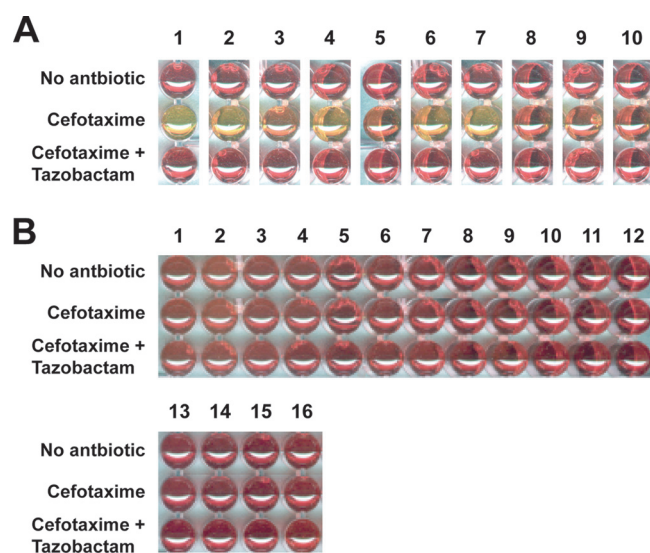 A
1 2 3 4 5 6 7 8 9 10
No antbiotic
Cefotaxime
Cefotaxime +
Tazobactam
B
1 2 3 4 5 6 7 8 9 10 11 12
No antbiotic
Cefotaxime
Cefotaxime +
Tazobactam
13 14 15 16
No antbiotic
Cefotaxime
Cefotaxime +
Tazobactam